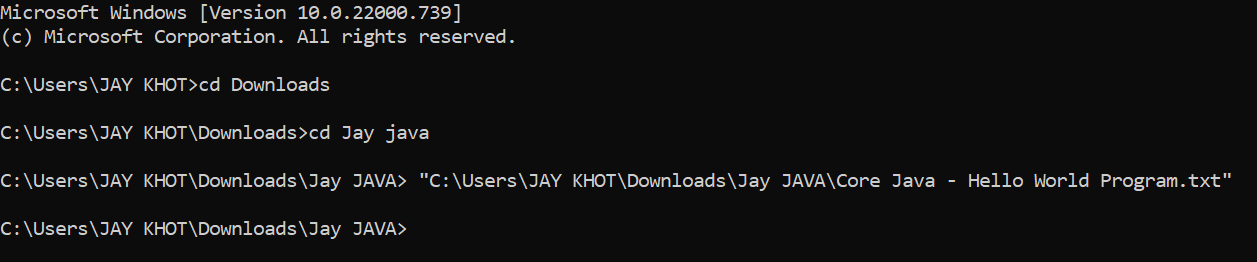 Microsoft Windows [Version 10.0.22000.739]
(c) Microsoft Corporation. All rights reserved.
C:\Users\JAY KHOT>cd Downloads
C:\Users\JAY KHOT\Downloads>cd Jay java
C:\Users\JAY KHOT\Downloads\Jay JAVA> "C:\Users\JAY KHOT\Downloads\Jay JAVA\Core Java - Hello World Program.txt"
C:\Users\JAY KHOT\Downloads\Jay JAVA>